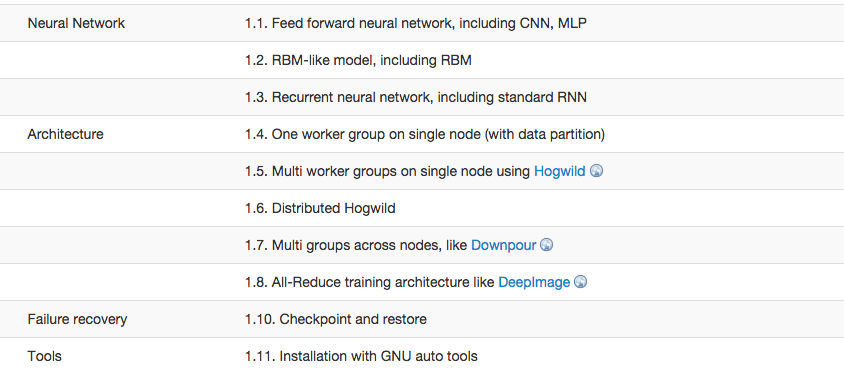 Neural Network 1.1. Feed forward neural network, including CNN, MLP
1.2. RBM-like model, including RBM
1.3. Recurrent neural network, including standard RNN
Architecture 1.4. One worker group on single node (with data partition)
1.5. Multi worker groups on single node using Hogwild
1.6. Distributed Hogwild
1.7. Multi groups across nodes, like Downpour
1.8. All-Reduce training architecture like DeepImage
Failure recovery 1.10. Checkpoint and restore
Tools 1.11. Installation with GNU auto tools